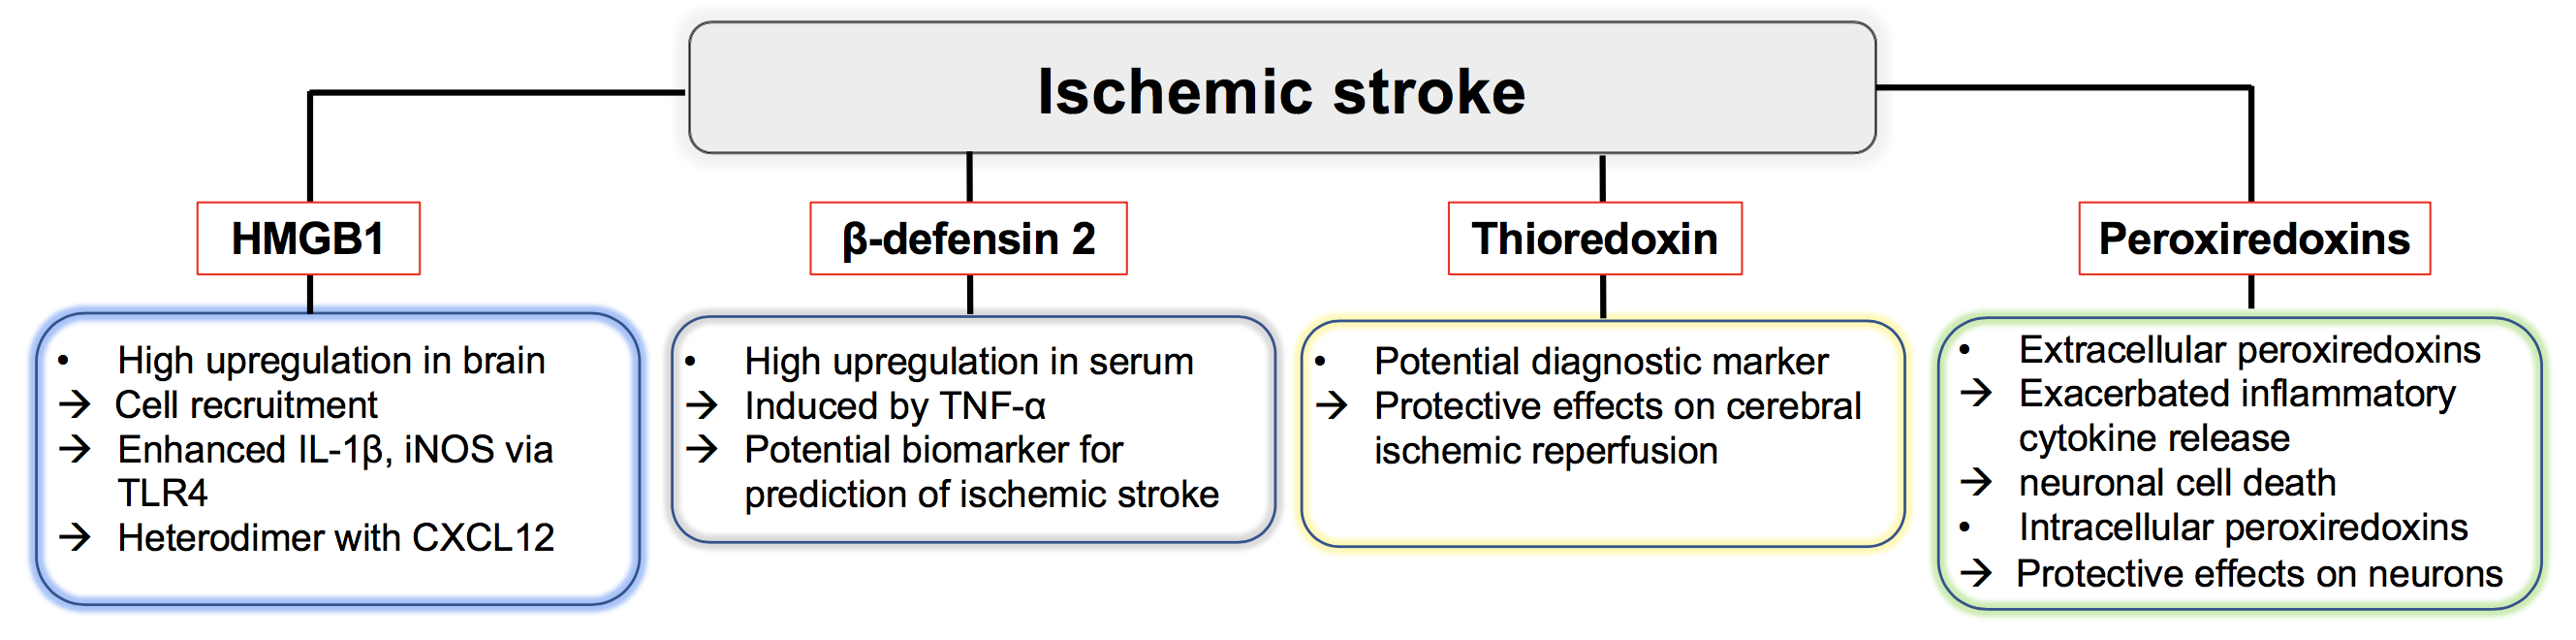 Ischemic stroke
HMGB1
• High upregulation in brain
→ Cell recruitment
→ Enhanced IL-1β, iNOS via
TLR4
→ Heterodimer with CXCL12
β-defensin 2
• High upregulation in serum
→ Induced by TNF-α
→ Potential biomarker for
prediction of ischemic stroke
Thioredoxin
• Potential diagnostic marker
→ Protective effects on cerebral
ischemic reperfusion
Peroxiredoxins
• Extracellular peroxiredoxins
→ Exacerbated inflammatory
cytokine release
→ neuronal cell death
• Intracellular peroxiredoxins
→ Protective effects on neurons